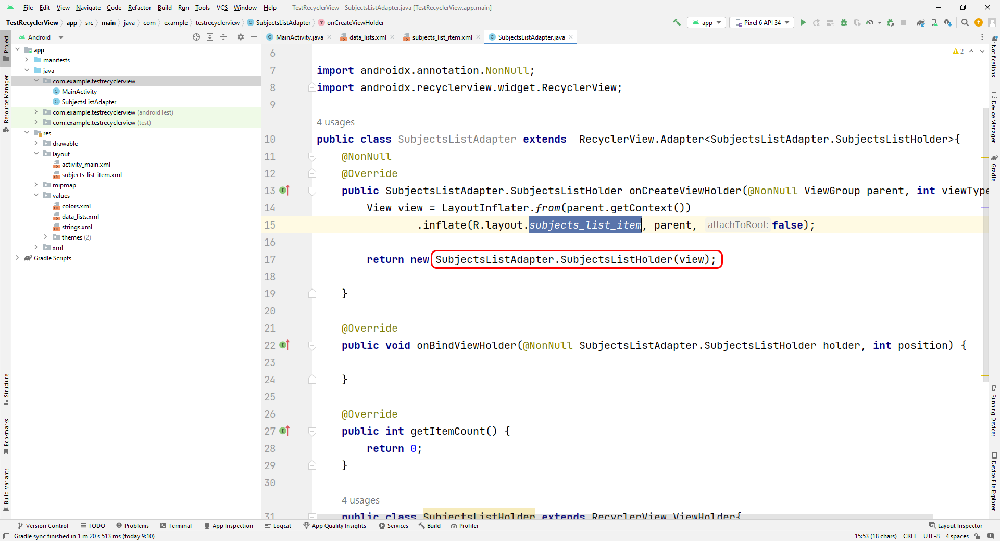 File Edit View Navigate Code Refactor Build Run Tools VCS Window Help TestRecyclerView - SubjectsListAdapter.java [TestRecyclerView.app.main]
TestRecyclerView app src main java com example testrecyclerview SubjectsListAdapter onCreateViewHolder app Pixel 6 API 34
Project
Resource Manager
Structure
Bookmarks
Build Variants
Android
app
manifests
java
com.example.testrecyclerview
MainActivity
SubjectsListAdapter
com.example.testrecyclerview (androidTest)
com.example.testrecyclerview (test)
res
drawable
layout
activity_main.xml
subjects_list_item.xml
mipmap
values
colors.xml
data_lists.xml
strings.xml
themes (2)
xml
Gradle Scripts
MainActivity.java data_lists.xml subjects_list_item.xml SubjectsListAdapter.java
2
6
7 import androidx.annotation.NonNull;
8 import androidx.recyclerview.widget.RecyclerView;
9
4 usages
10 public class SubjectsListAdapter extends  RecyclerView.Adapter<SubjectsListAdapter.SubjectsListHolder>{
11     @NonNull
12     @Override
13     public SubjectsListAdapter.SubjectsListHolder onCreateViewHolder(@NonNull ViewGroup parent, int viewType
14         View view = LayoutInflater.from(parent.getContext())
15                 .inflate(R.layout.subjects_list_item, parent, attachToRoot: false);
16
17         return new SubjectsListAdapter.SubjectsListHolder(view);
18
19     }
20
21     @Override
22     public void onBindViewHolder(@NonNull SubjectsListAdapter.SubjectsListHolder holder, int position) {
23
24     }
25
26     @Override
27     public int getItemCount() {
28         return 0;
29     }
30
4 usages
31     public class SubjectsListHolder extends RecyclerView.ViewHolder{
Notifications
Device Manager
Gradle
Running Devices
Device File Explorer
Version Control TODO Problems Terminal App Inspection Logcat App Quality Insights Services Build Profiler Layout Inspector
Gradle sync finished in 1 m 20 s 513 ms (today 9:10) 15:53 (18 chars) CRLF UTF-8 4 spaces